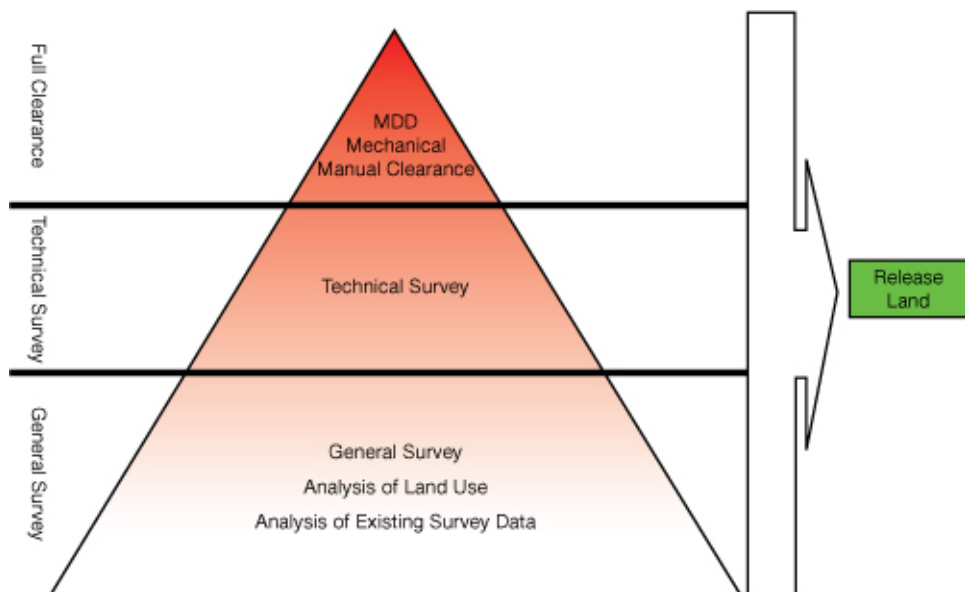 Full Clearance
MDD
Mechanical
Manual Clearance
Technical Survey
Technical Survey
Release
Land
General Survey
General Survey
Analysis of Land Use
Analysis of Existing Survey Data